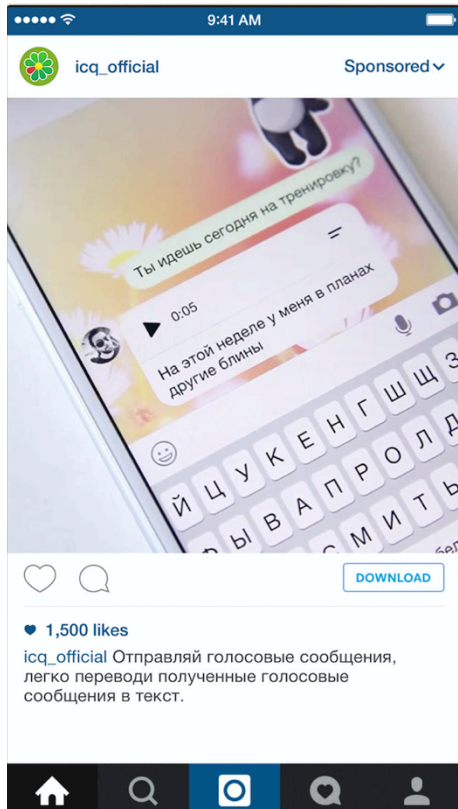 9:41 AM
icq_official
Sponsored
Ты идешь сегодня на тренировку?
0:05
На этой неделе у меня в планах
другие блины
Й Ц У К Е Н Г Ш Щ З
Ы В А П Р О Л Д
С М И Т Ь
DOWNLOAD
1,500 likes
icq_official Отправляй голосовые сообщения,
легко переводи полученные голосовые
сообщения в текст.